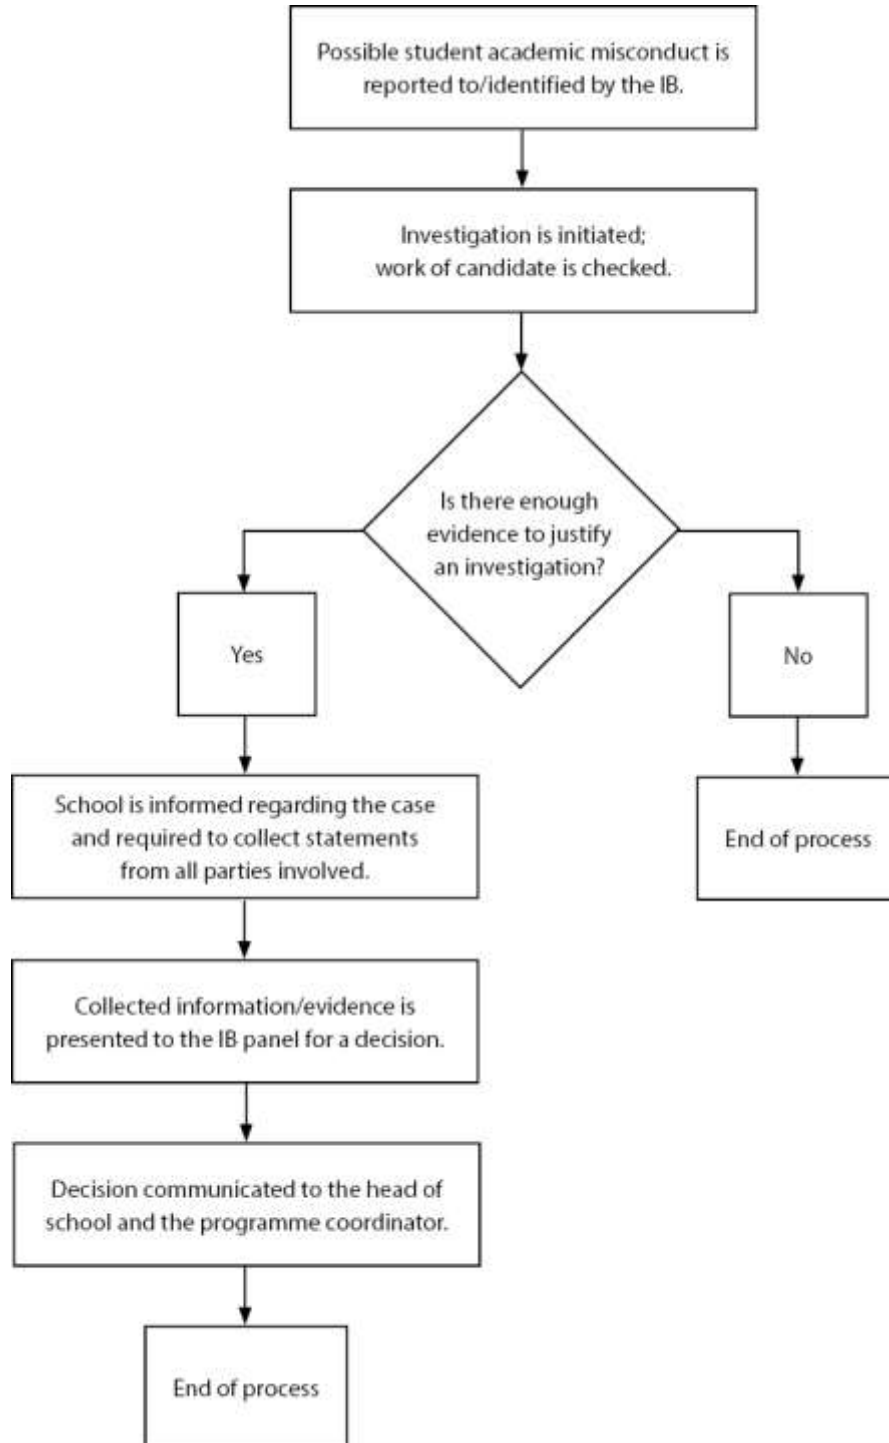 Possible student academic misconduct is
reported to/identified by the IB.
Investigation is initiated;
work of candidate is checked.
Is there enough
evidence to justify
an investigation?
Yes
No
School is informed regarding the case
and required to collect statements
from all parties involved.
End of process
Collected information/evidence is
presented to the IB panel for a decision.
Decision communicated to the head of
school and the programme coordinator.
End of process